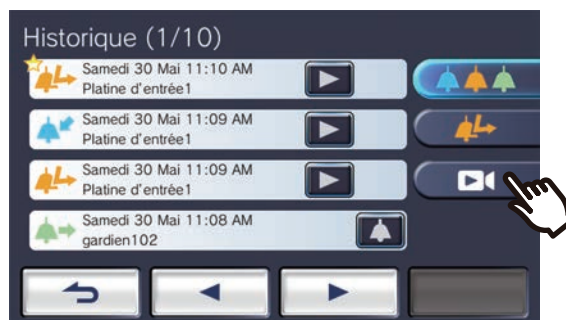 Historique (1/10)
Samedi 30 Mai 11:10 AM
Platine d'entrée1
Samedi 30 Mai 11:09 AM
Platine d'entrée1
Samedi 30 Mai 11:09 AM
Platine d'entrée1
Samedi 30 Mai 11:08 AM
gardien102